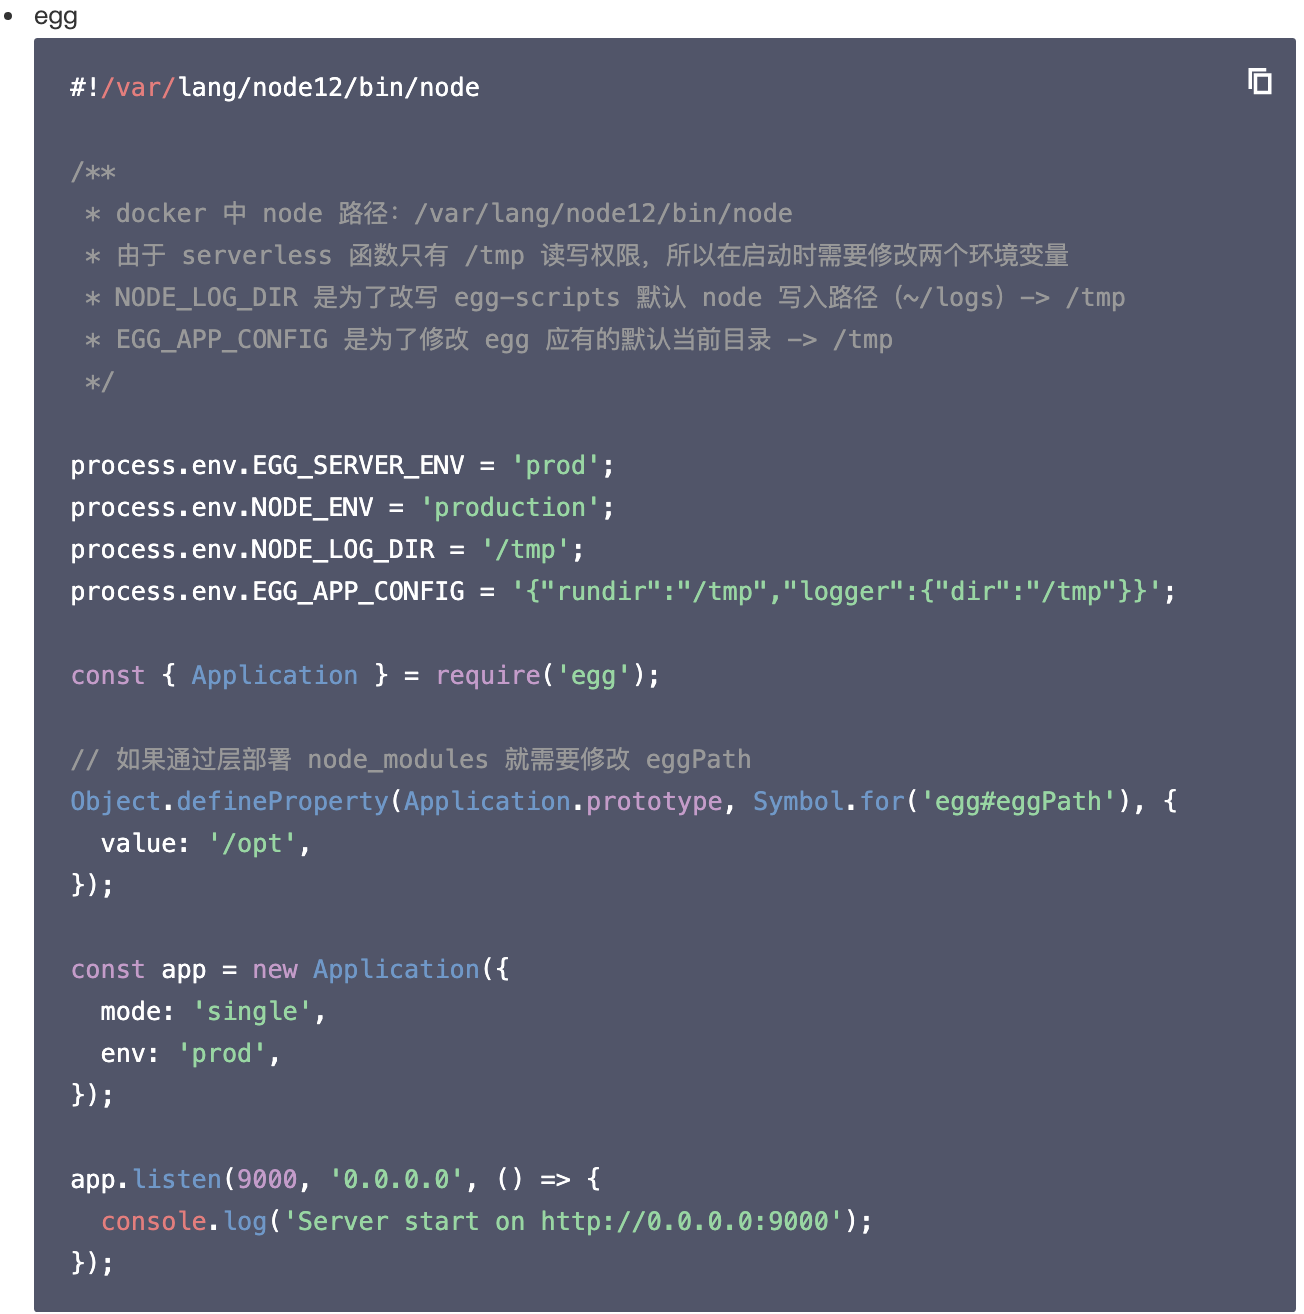 egg
#!/var/lang/node12/bin/node
/**
* docker 中 node 路径：/var/lang/node12/bin/node
* 由于 serverless 函数只有 /tmp 读写权限，所以在启动时需要修改两个环境变量
* NODE_LOG_DIR 是为了改写 egg-scripts 默认 node 写入路径（~/logs）-> /tmp
* EGG_APP_CONFIG 是为了修改 egg 应有的默认当前目录 -> /tmp
*/
process.env.EGG_SERVER_ENV = 'prod';
process.env.NODE_ENV = 'production';
process.env.NODE_LOG_DIR = '/tmp';
process.env.EGG_APP_CONFIG = '{"rundir":"/tmp","logger":{"dir":"/tmp"}}';
const { Application } = require('egg');
// 如果通过层部署 node_modules 就需要修改 eggPath
Object.defineProperty(Application.prototype, Symbol.for('egg#eggPath'), {
value: '/opt',
});
const app = new Application({
mode: 'single',
env: 'prod',
});
app.listen(9000, '0.0.0.0', () => {
console.log('Server start on http://0.0.0.0:9000');
});